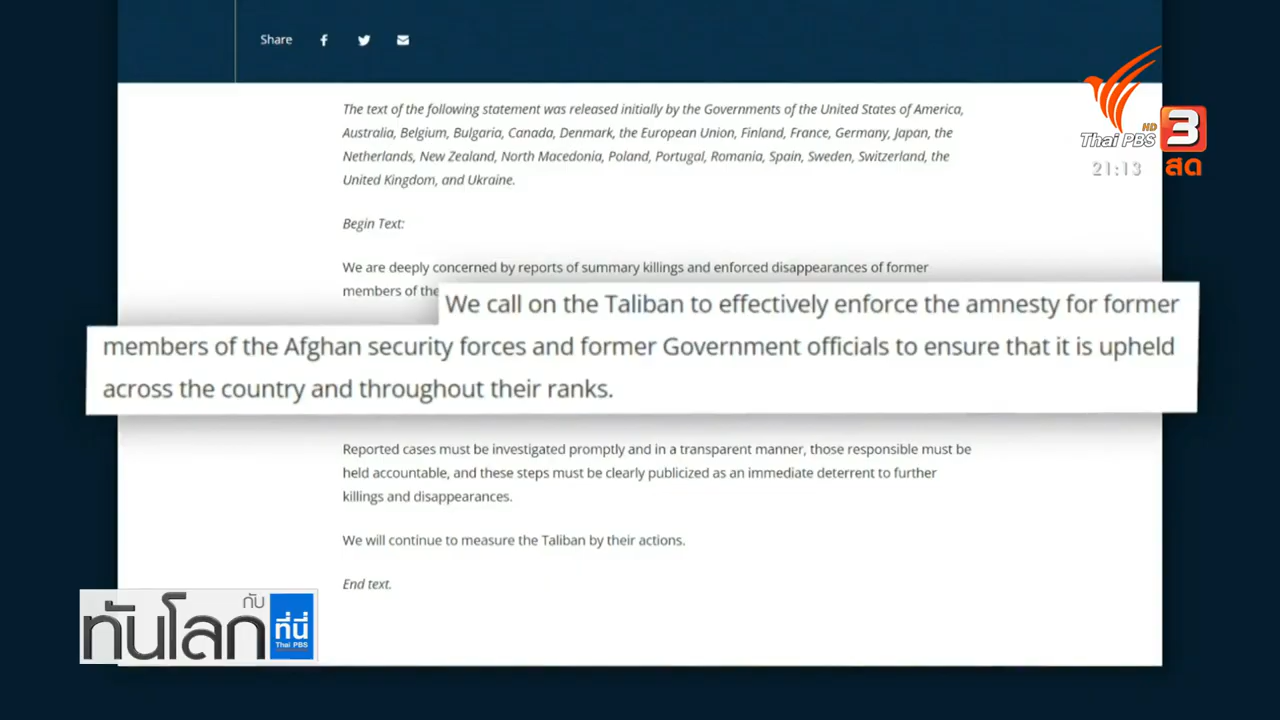 Share
The text of the following statement was released initially by the Governments of the United States of America,
Australia, Belgium, Bulgaria, Canada, Denmark, the European Union, Finland, France, Germany, Japan, the
Netherlands, New Zealand, North Macedonia, Poland, Portugal, Romania, Spain, Sweden, Switzerland, the
United Kingdom, and Ukraine.
HD
Thai PBS 3
21:13 สด
Begin Text:
We are deeply concerned by reports of summary killings and enforced disappearances of former
members of the
We call on the Taliban to effectively enforce the amnesty for former
members of the Afghan security forces and former Government officials to ensure that it is upheld
across the country and throughout their ranks.
Reported cases must be investigated promptly and in a transparent manner, those responsible must be
held accountable, and these steps must be clearly publicized as an immediate deterrent to further
killings and disappearances.
We will continue to measure the Taliban by their actions.
End text.
ทันโลก กับ ที่นี่
Thai PBS